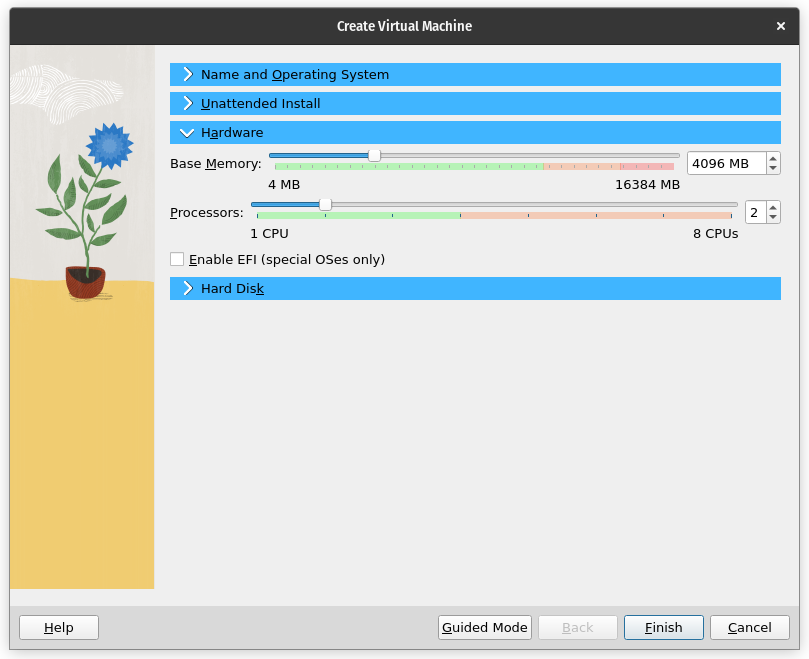 Create Virtual Machine
Name and Operating System
Unattended Install
Hardware
Base Memory: 4096 MB
4 MB 16384 MB
Processors: 2
1 CPU 8 CPUs
Enable EFI (special OSes only)
Hard Disk
Help Guided Mode Back Finish Cancel